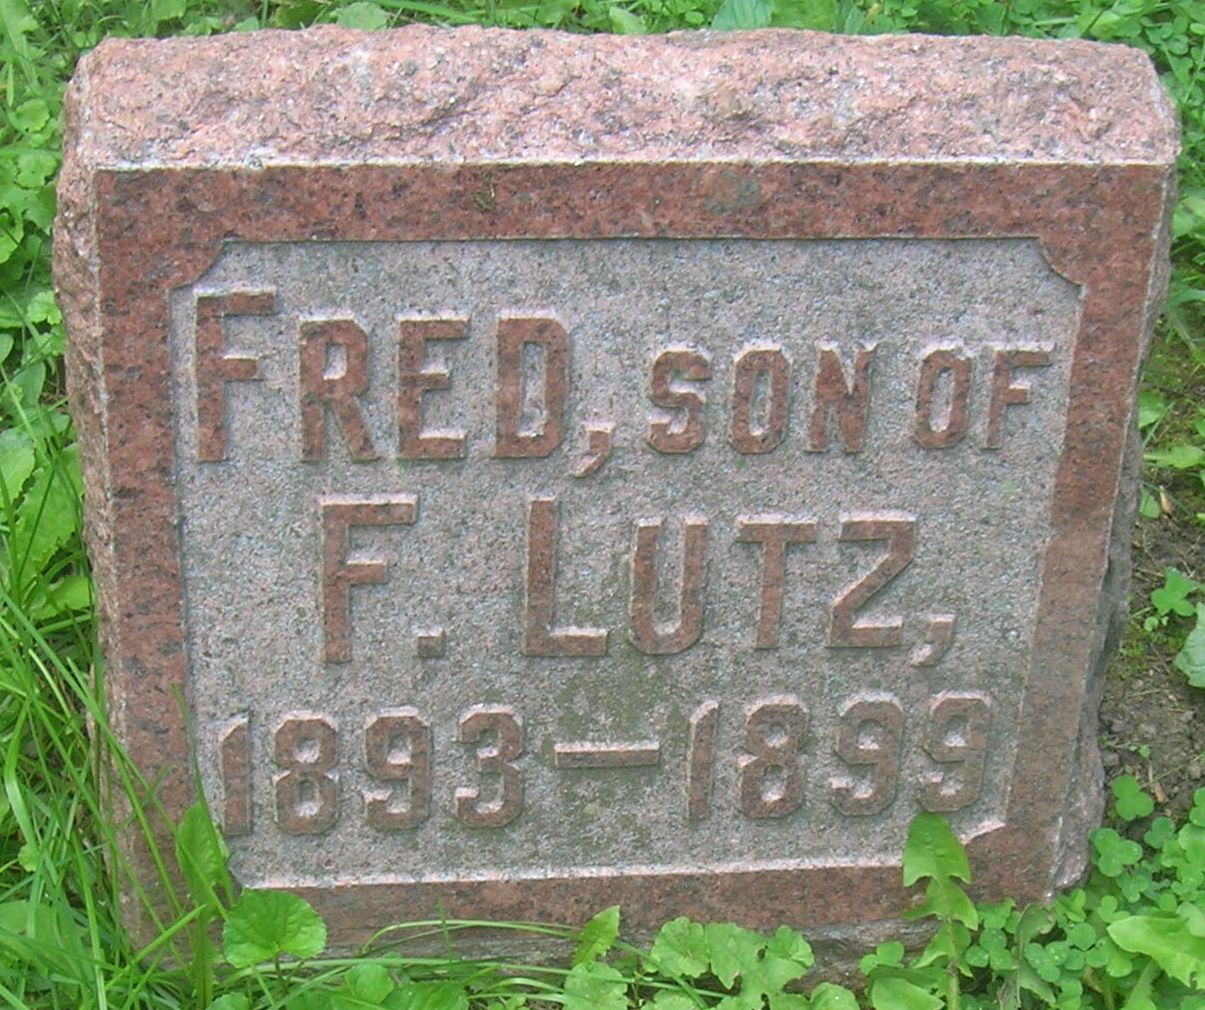 FRED, SON OF
F. LUTZ,
1893—1899